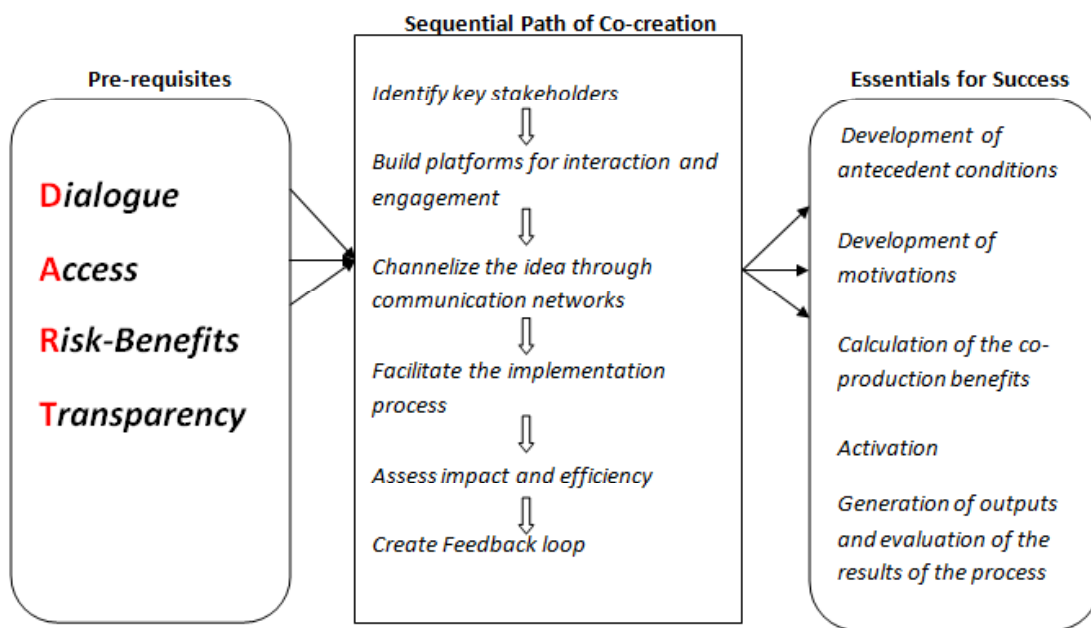 Sequential Path of Co-creation
Pre-requisites
Dialogue
Access
Risk-Benefits
Transparency
Identify key stakeholders
Build platforms for interaction and
engagement
Channelize the idea through
communication networks
Facilitate the implementation
process
Assess impact and efficiency
Create Feedback loop
Essentials for Success
Development of
antecedent conditions
Development of
motivations
Calculation of the co-
production benefits
Activation
Generation of outputs
and evaluation of the
results of the process